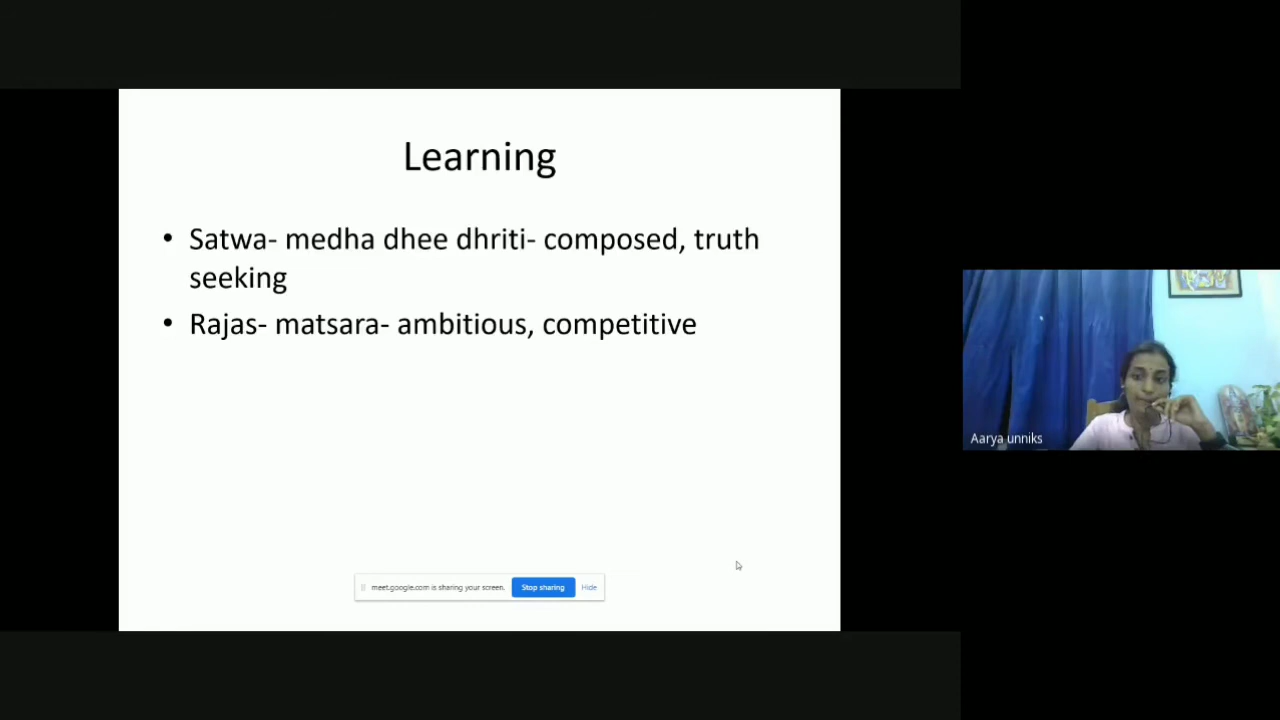 Learning
• Satwa- medha dhee dhriti- composed, truth
seeking
• Rajas- matsara- ambitious, competitive
Aarya unniks
meet.google.com is sharing your screen. Stop sharing Hide